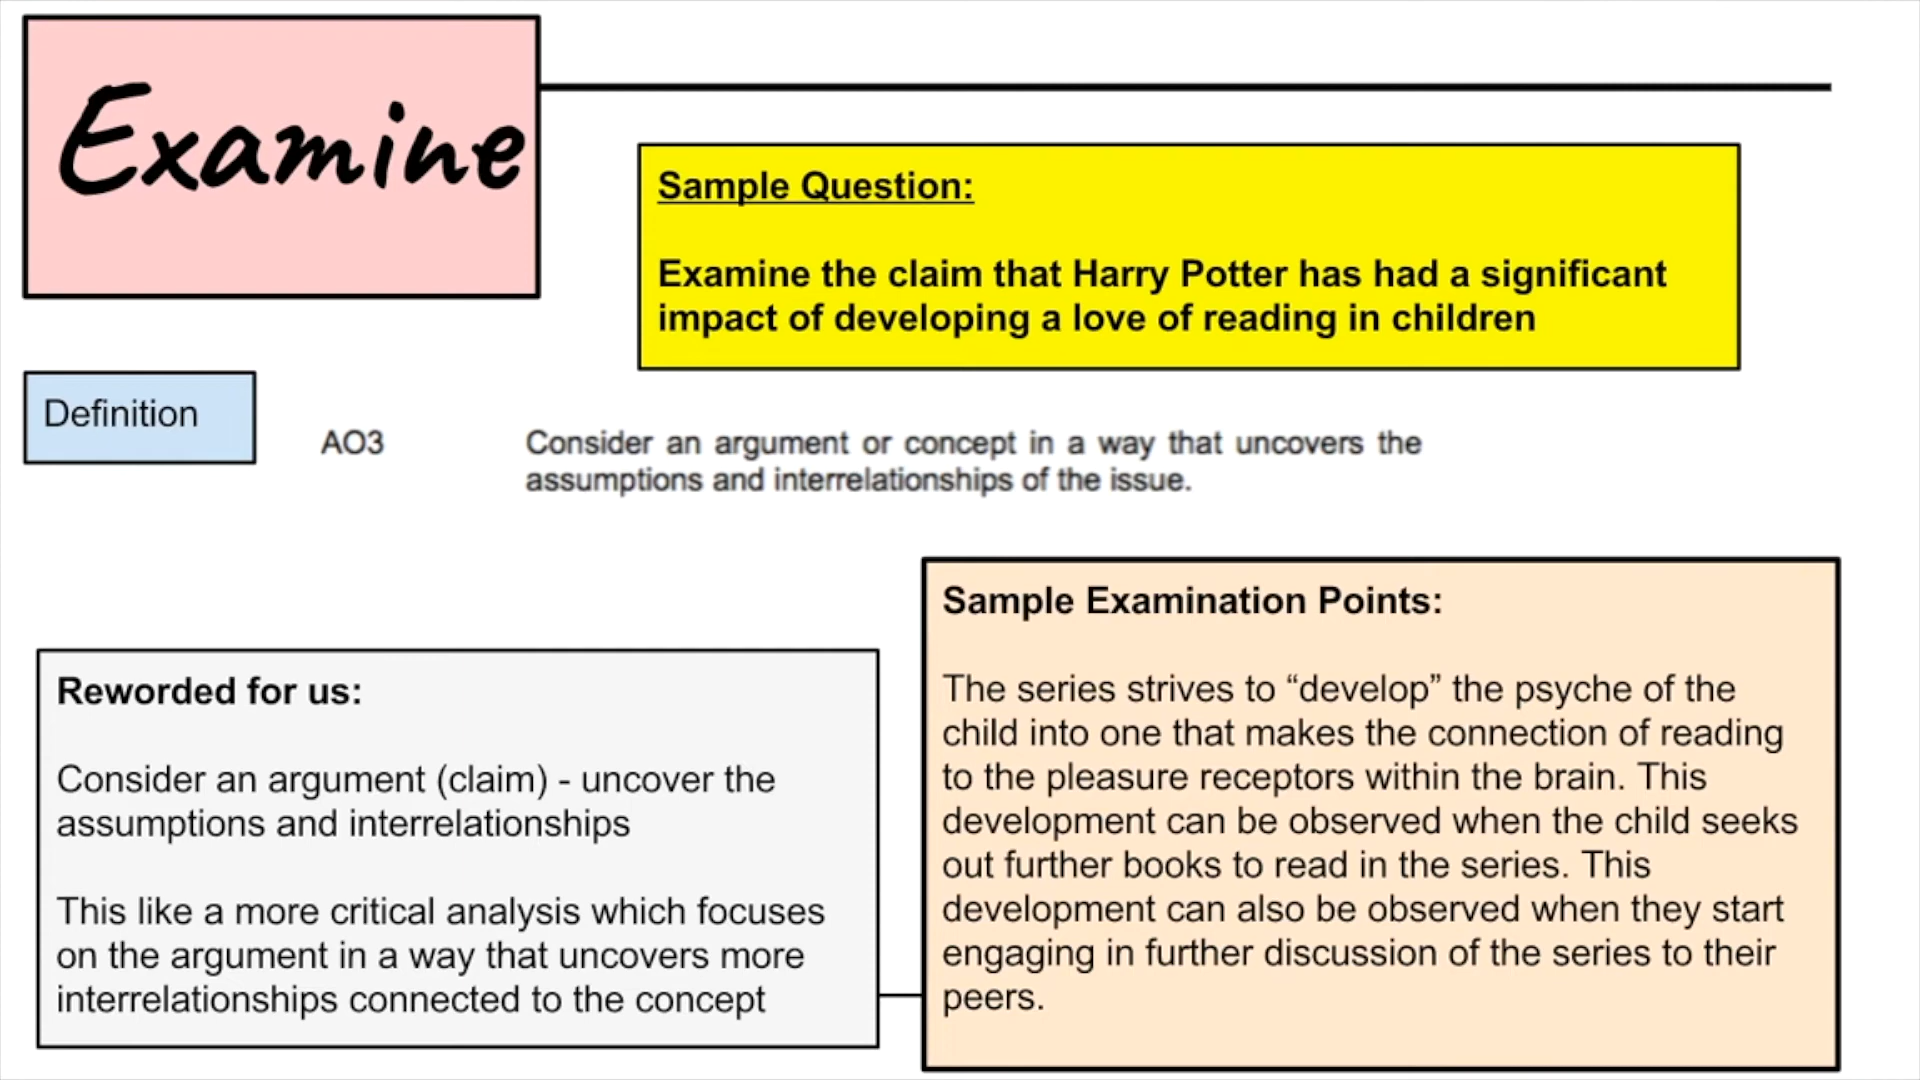 Examine
Sample Question:
Examine the claim that Harry Potter has had a significant
impact of developing a love of reading in children
Definition
AO3
Consider an argument or concept in a way that uncovers the
assumptions and interrelationships of the issue.
Reworded for us:
Consider an argument (claim) - uncover the
assumptions and interrelationships
This like a more critical analysis which focuses
on the argument in a way that uncovers more
interrelationships connected to the concept
Sample Examination Points:
The series strives to “develop” the psyche of the
child into one that makes the connection of reading
to the pleasure receptors within the brain. This
development can be observed when the child seeks
out further books to read in the series. This
development can also be observed when they start
engaging in further discussion of the series to their
peers.